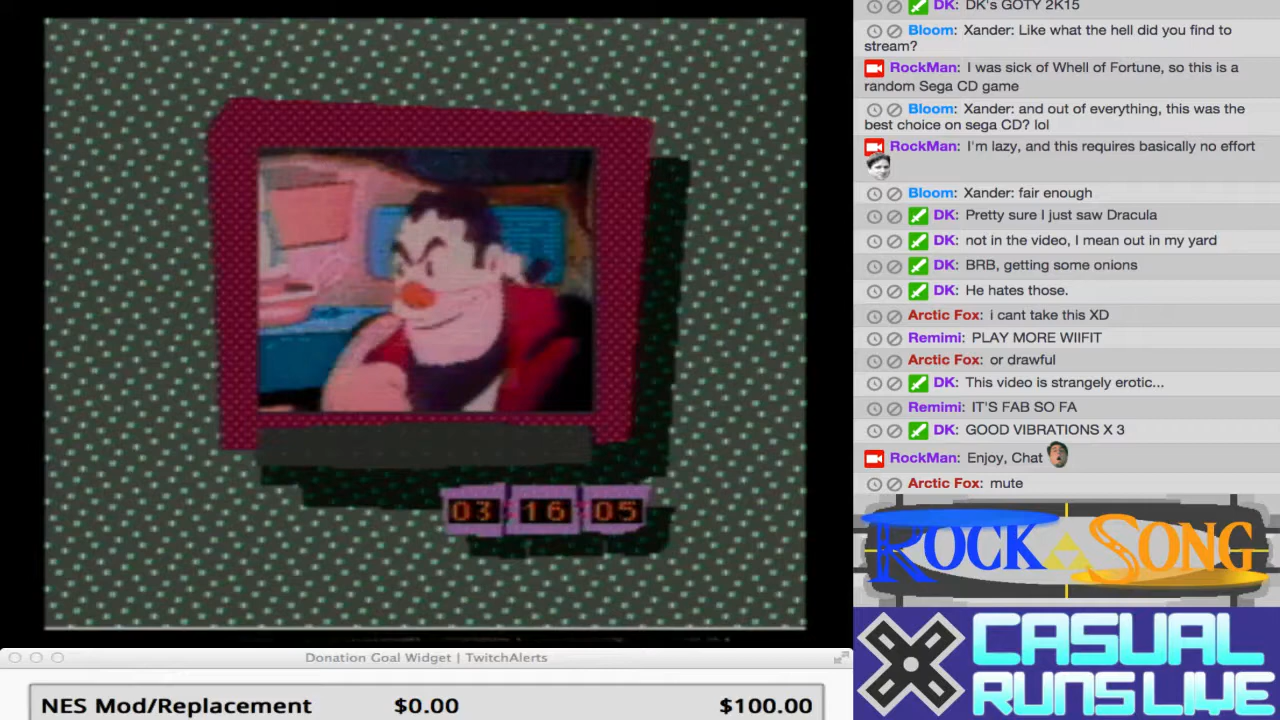 DK: DK's GOTY 2K15
Bloom: Xander: Like what the hell did you find to
stream?
RockMan: I was sick of Whell of Fortune, so this is a
random Sega CD game
Bloom: Xander: and out of everything, this was the
best choice on sega CD? lol
RockMan: I'm lazy, and this requires basically no effort
Bloom: Xander: fair enough
DK: Pretty sure I just saw Dracula
DK: not in the video, I mean out in my yard
DK: BRB, getting some onions
DK: He hates those.
Arctic Fox: i cant take this XD
Remimi: PLAY MORE WIIFIT
Arctic Fox: or drawful
DK: This video is strangely erotic...
Remimi: IT'S FAB SO FA
DK: GOOD VIBRATIONS X 3
RockMan: Enjoy, Chat
Arctic Fox: mute
03:16:05
ROCK SONG
CASUAL
RUNS LIVE
Donation Goal Widget | TwitchAlerts
NES Mod/Replacement $0.00 $100.00